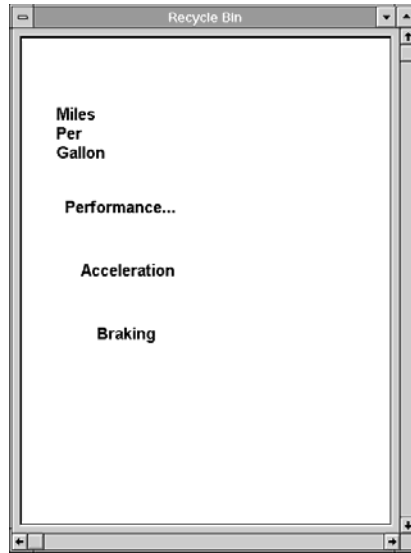 Recycle Bin
Miles
Per
Gallon
Performance...
Acceleration
Braking